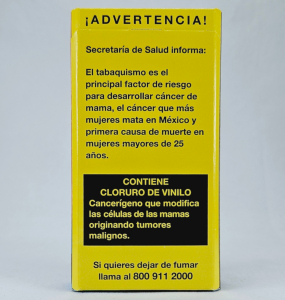 ¡ADVERTENCIA!
Secretaría de Salud informa:
El tabaquismo es el
principal factor de riesgo
para desarrollar cáncer de
mama, el cáncer que más
mujeres mata en México y
primera causa de muerte en
mujeres mayores de 25
años.
CONTIENE
CLORURO DE VINILO
Cancerígeno que modifica
las células de las mamas
originando tumores
malignos.
Si quieres dejar de fumar
llama al 800 911 2000